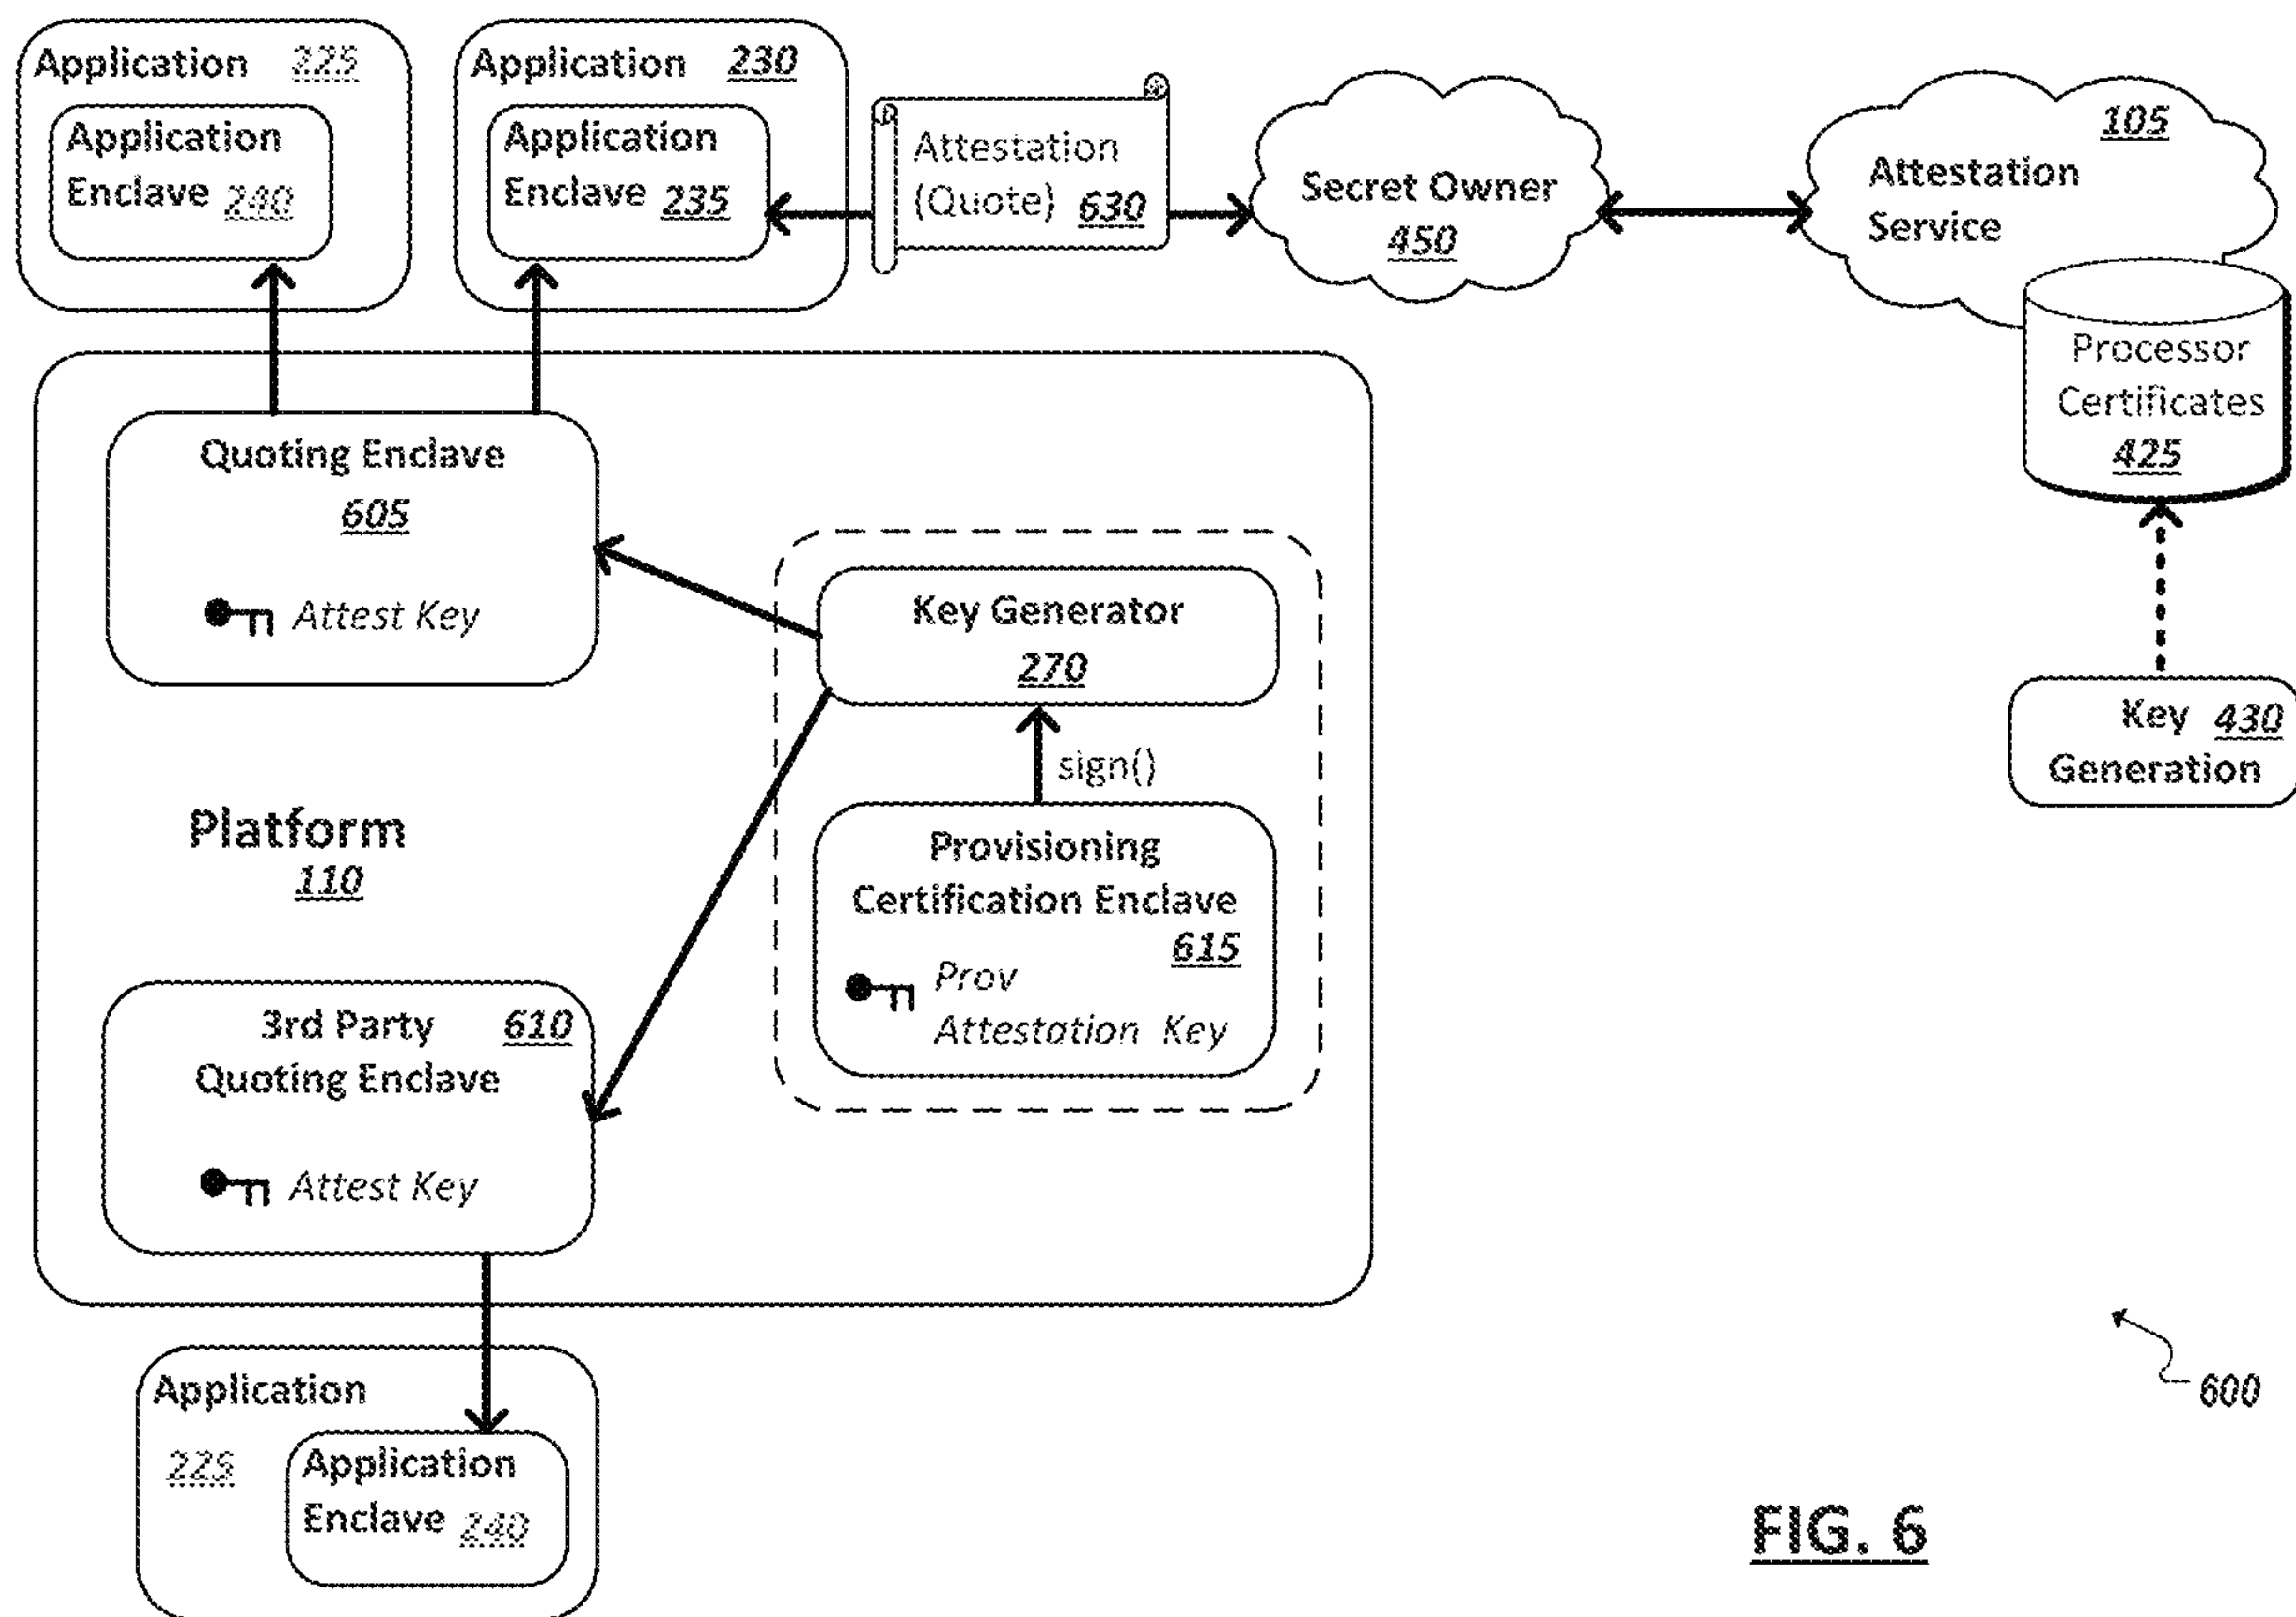 Application 225
Application
Enclave 240
Application 230
Application
Enclave 235
Attestation
(Quote) 630
Secret Owner
450
105
Attestation
Service
Processor
Certificates
425
Key 430
Generation
Quoting Enclave
605
Attest Key
Key Generator
270
sign()
Provisioning
Certification Enclave
615
Prov
Attestation Key
Platform
110
3rd Party 610
Quoting Enclave
Attest Key
Application
225
Application
Enclave 240
600
FIG. 6